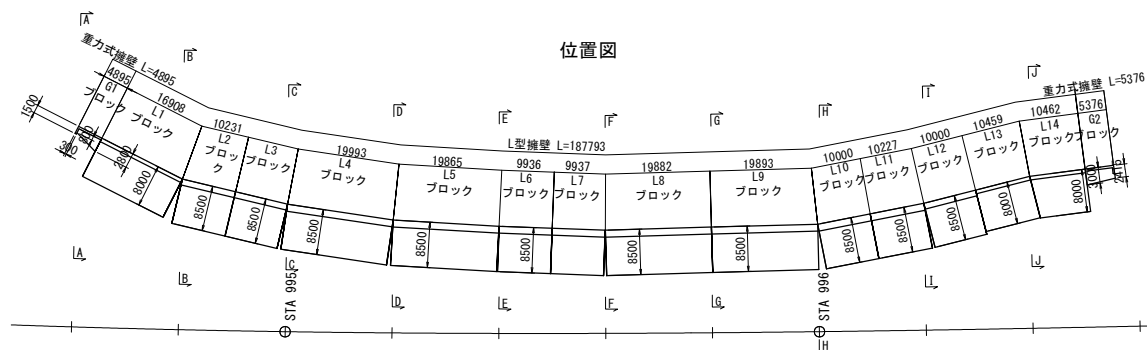 位置図
A
B
C
D
E
F
G
H
I
J
重力式擁壁 L=4895
L型擁壁 L=187793
重力式擁壁 L=5376
4895
16908
10231
19993
19865
9936
9937
19882
19893
10000
10227
10000
10459
10462
5376
G1
ブロック
L1
ブロック
L2
ブロック
L3
ブロック
L4
ブロック
L5
ブロック
L6
ブロック
L7
ブロック
L8
ブロック
L9
ブロック
L10
ブロック
L11
ブロック
L12
ブロック
L13
ブロック
L14
ブロック
G2
ブロック
1500
300
8000
8500
8500
8500
8500
8500
8500
8500
8500
8500
8500
8000
8000
A
B
C
D
E
F
G
H
I
J
STA 995
STA 996